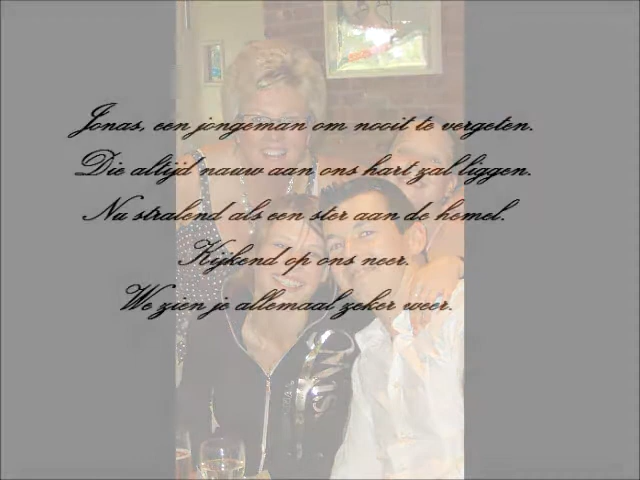 Jonas, een jongeman om nooit te vergeten.
Die altijd nauw aan ons hart zal liggen.
Nu stralend als een ster aan de hemel.
Kijkend op ons neer.
We zien je allemaal zeker weer.